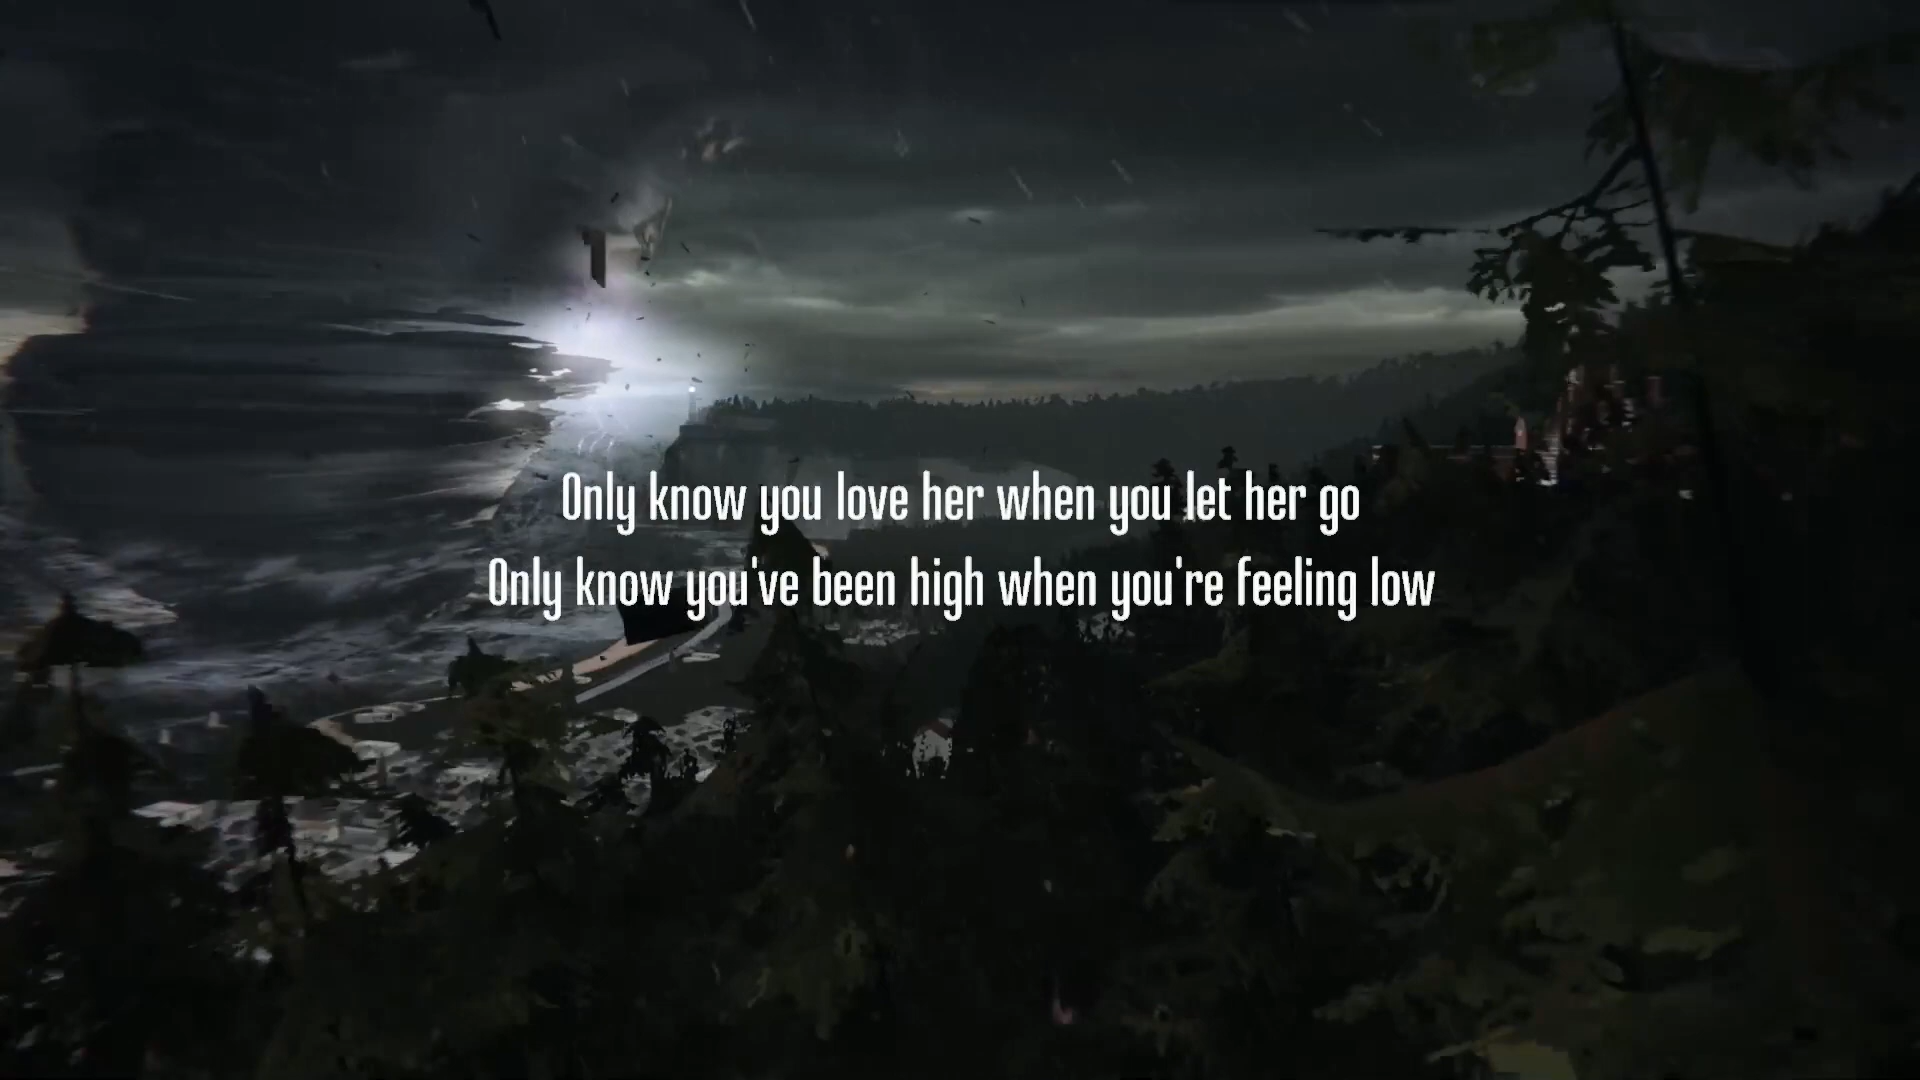 Only know you love her when you let her go
Only know you've been high when you're feeling low